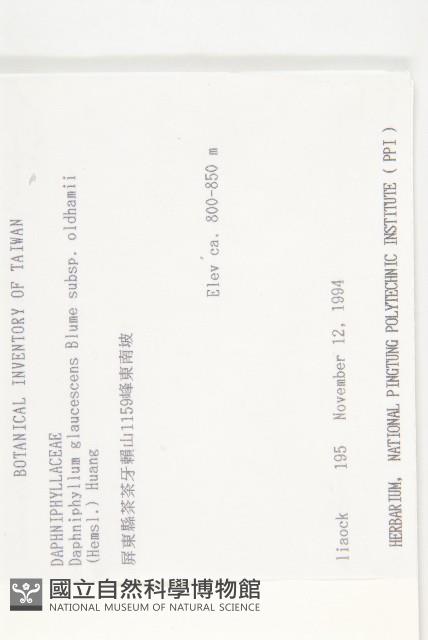 BOTANICAL INVENTORY OF TAIWAN
DAPHNIPHYLLACEAE
Daphniphyllum glaucescens Blume subsp. oldhamii
(Hemsl.) Huang
屏東縣茶茶牙賴山1159峰東南坡
Elev ca. 800-850 m
liaock 195 November 12, 1994
HERBARIUM, NATIONAL PINGTUNG POLYTECHNIC INSTITUTE ( PPI )
國立自然科學博物館
NATIONAL MUSEUM OF NATURAL SCIENCE